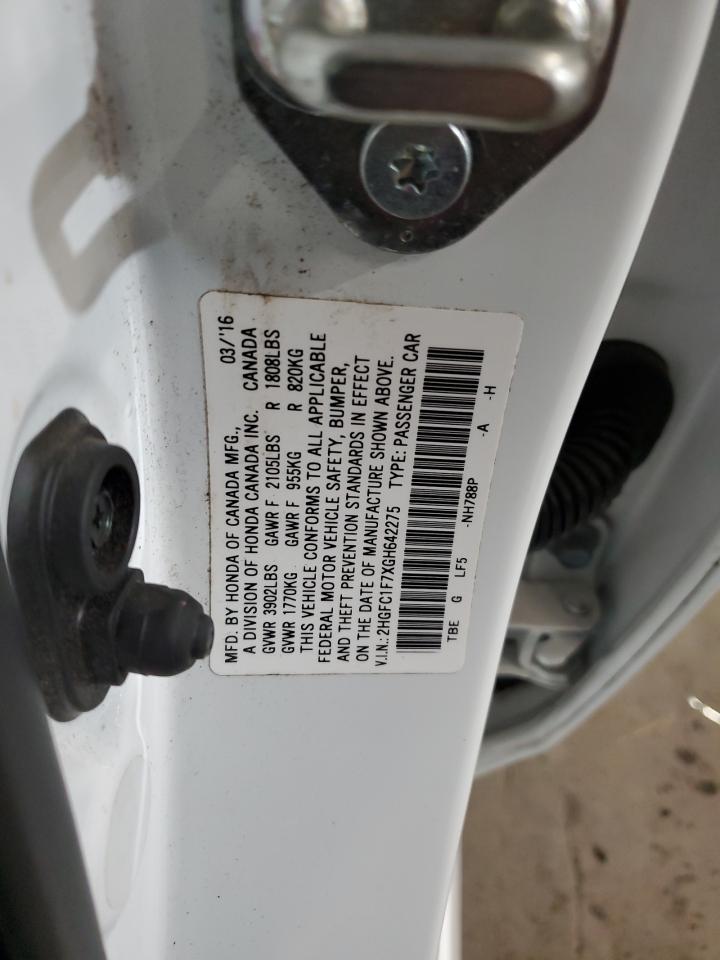 MFD. BY HONDA OF CANADA MFG., 03/'16
A DIVISION OF HONDA CANADA INC. CANADA
GVWR 3902LBS GAWR F 2105LBS R 1808LBS
GVWR 1770KG GAWR F 955KG R 820KG
THIS VEHICLE CONFORMS TO ALL APPLICABLE
FEDERAL MOTOR VEHICLE SAFETY, BUMPER,
AND THEFT PREVENTION STANDARDS IN EFFECT
ON THE DATE OF MANUFACTURE SHOWN ABOVE.
V.I.N.: 2HGFC1F7XGH642275 TYPE: PASSENGER CAR
TBE G LF5 -NH788P -A -H